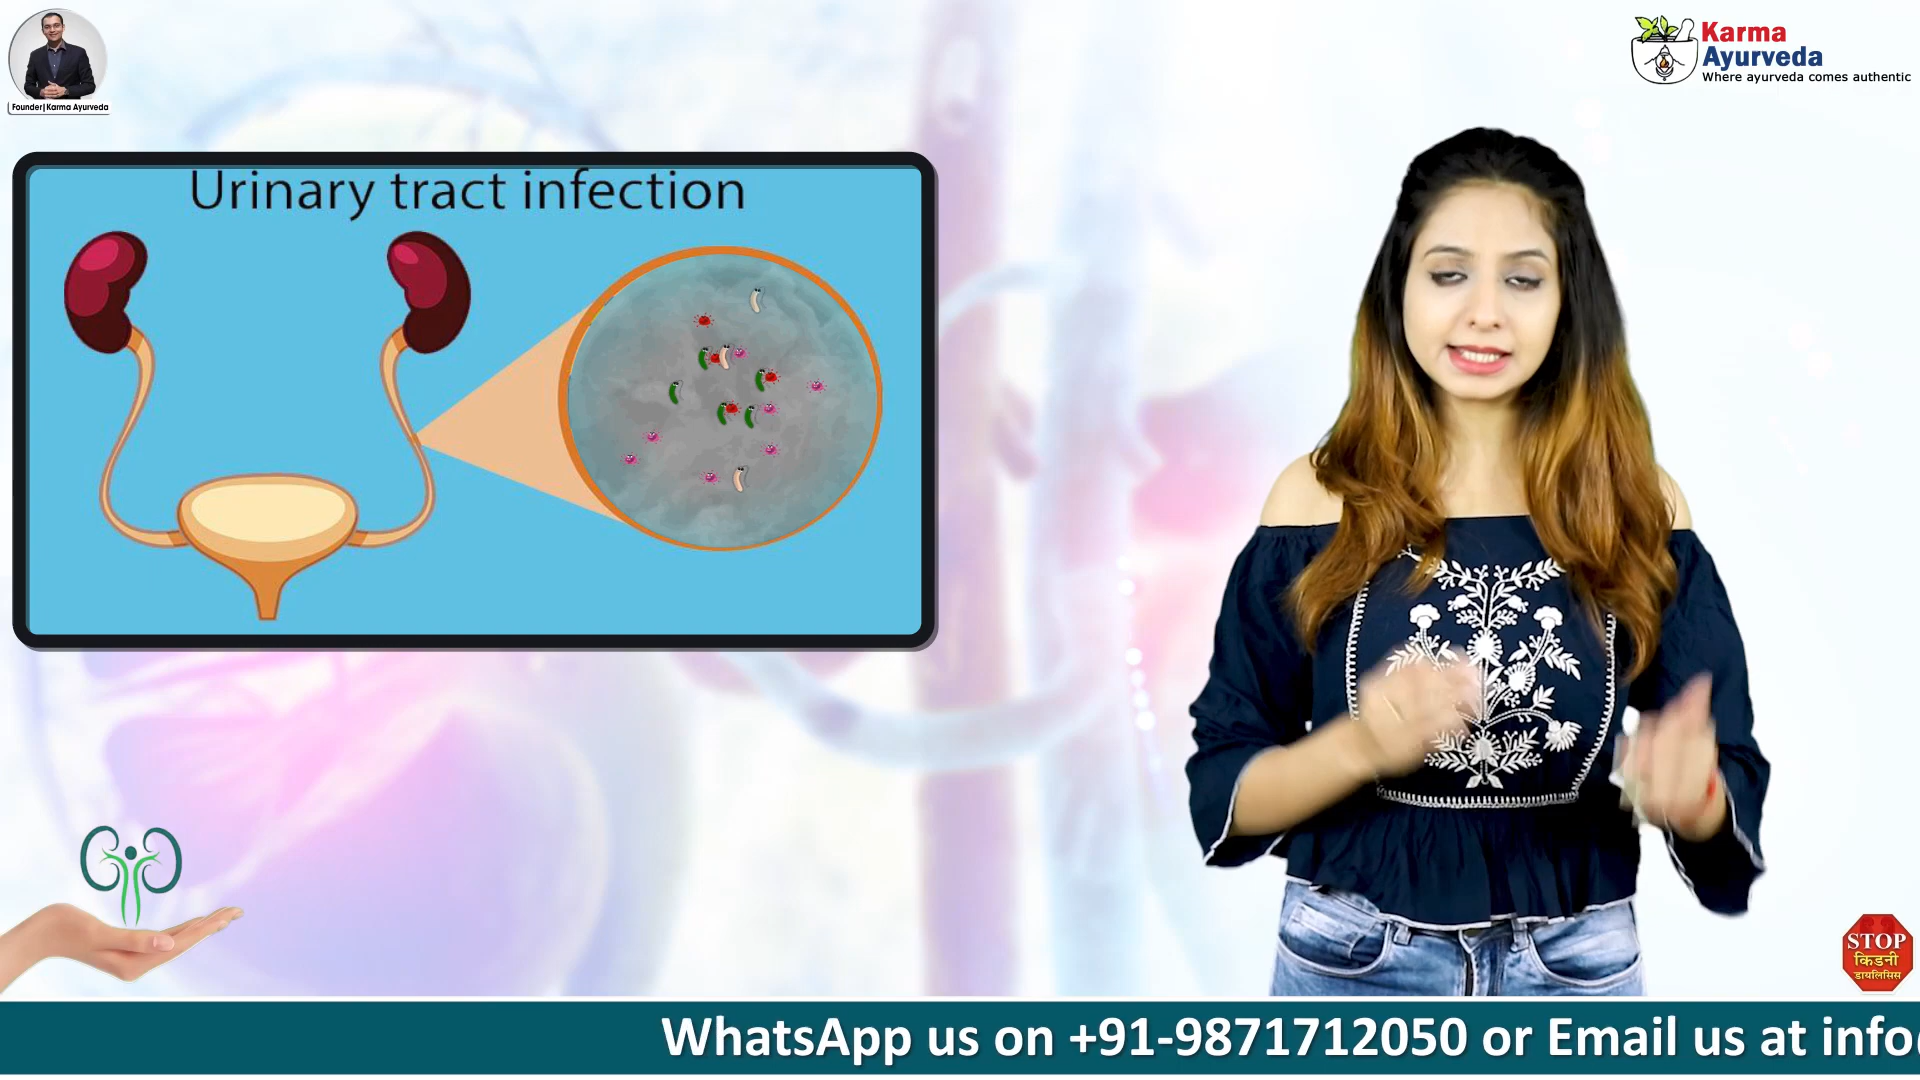 Founder|Karma Ayurveda
Karma
Ayurveda
Where ayurveda comes authentic
Urinary tract infection
STOP
किडनी
डायलिसिस
WhatsApp us on +91-9871712050 or Email us at info